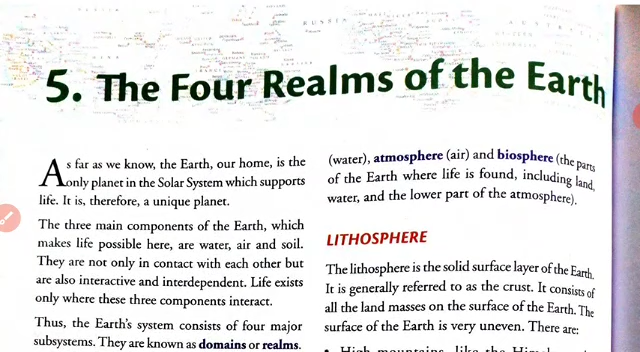 RUSSIA
5. The Four Realms of the Earth
As far as we know, the Earth, our home, is the
only planet in the Solar System which supports
life. It is, therefore, a unique planet.
The three main components of the Earth, which
makes life possible here, are water, air and soil.
They are not only in contact with each other but
are also interactive and interdependent. Life exists
only where these three components interact.
Thus, the Earth's system consists of four major
subsystems. They are known as domains or realms.
(water), atmosphere (air) and biosphere (the parts
of the Earth where life is found, including land,
water, and the lower part of the atmosphere).
LITHOSPHERE
The lithosphere is the solid surface layer of the Earth.
It is generally referred to as the crust. It consists of
all the land masses on the surface of the Earth. The
surface of the Earth is very uneven. There are:
• High mountains, like the